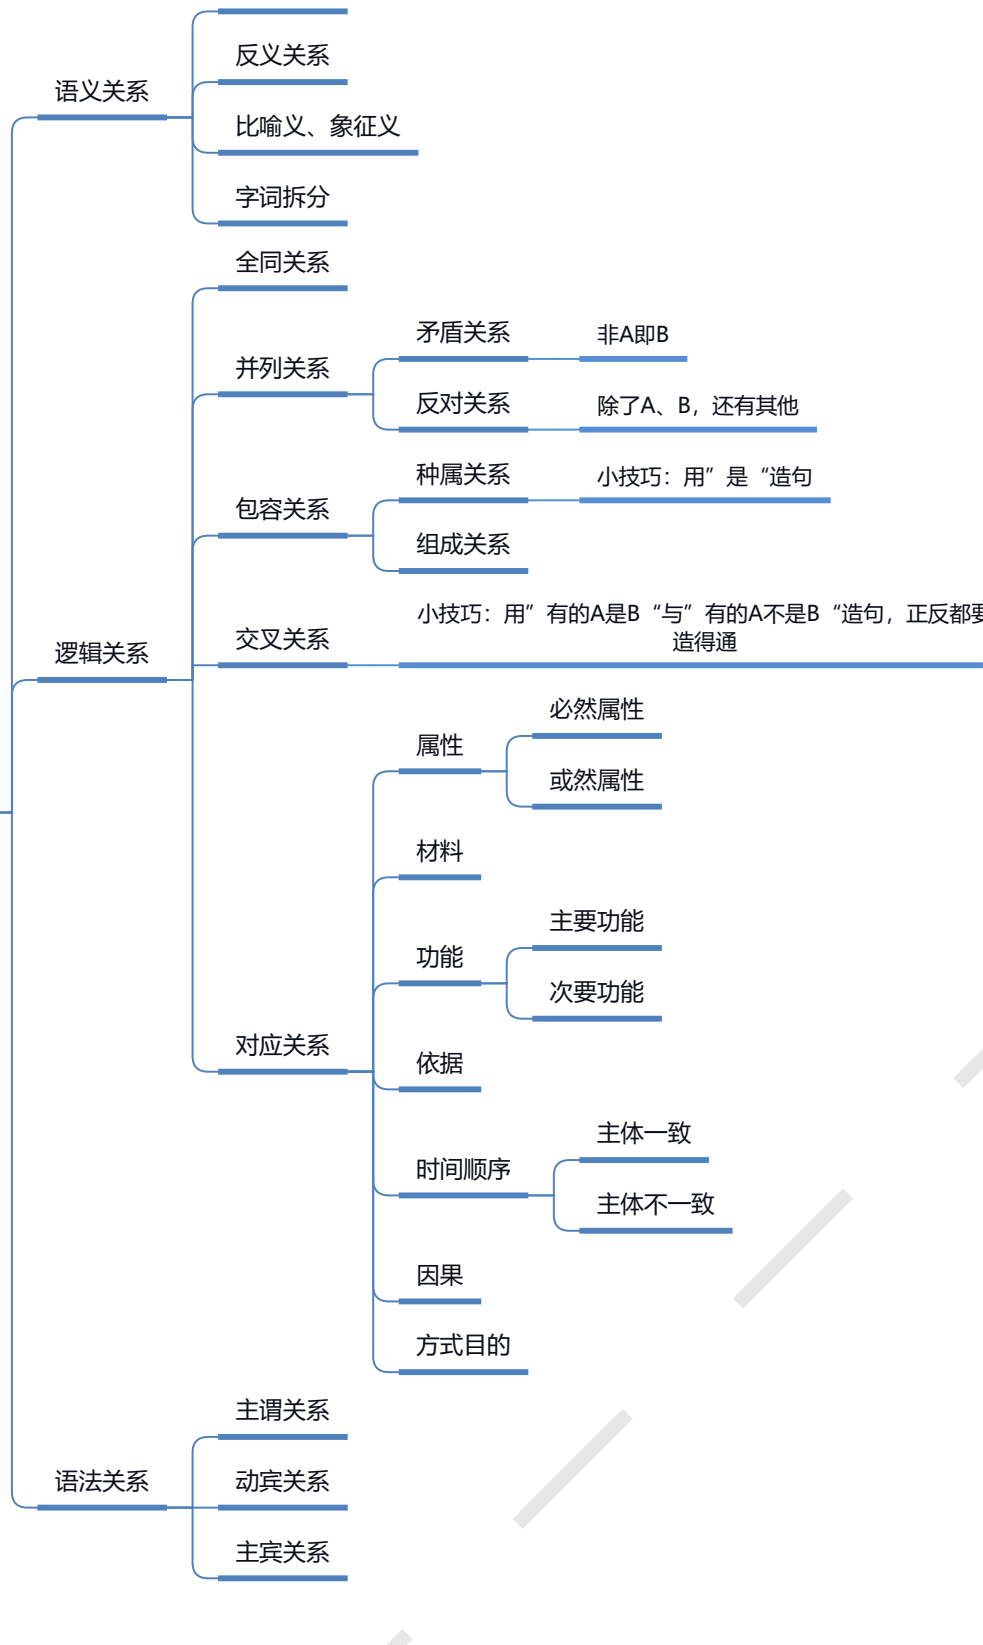 反义关系
语义关系
比喻义、象征义
字词拆分
全同关系
矛盾关系
非A即B
并列关系
反对关系
除了A、B，还有其他
种属关系
小技巧：用”是“造句
包容关系
组成关系
小技巧：用”有的A是B“与”有的A不是B“造句，正反都要
造得通
交叉关系
逻辑关系
必然属性
属性
或然属性
材料
主要功能
功能
次要功能
对应关系
依据
主体一致
时间顺序
主体不一致
因果
方式目的
主谓关系
语法关系
动宾关系
主宾关系